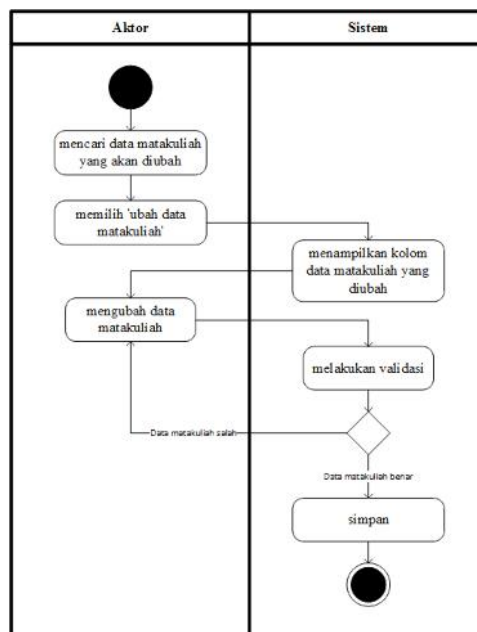 Aktor
Sistem
mencari data matakuliah
yang akan diubah
memilih 'ubah data
matakuliah'
menampilkan kolom
data matakuliah yang
diubah
mengubah data
matakuliah
melakukan validasi
Data matakuliah salah
Data matakuliah benar
simpan